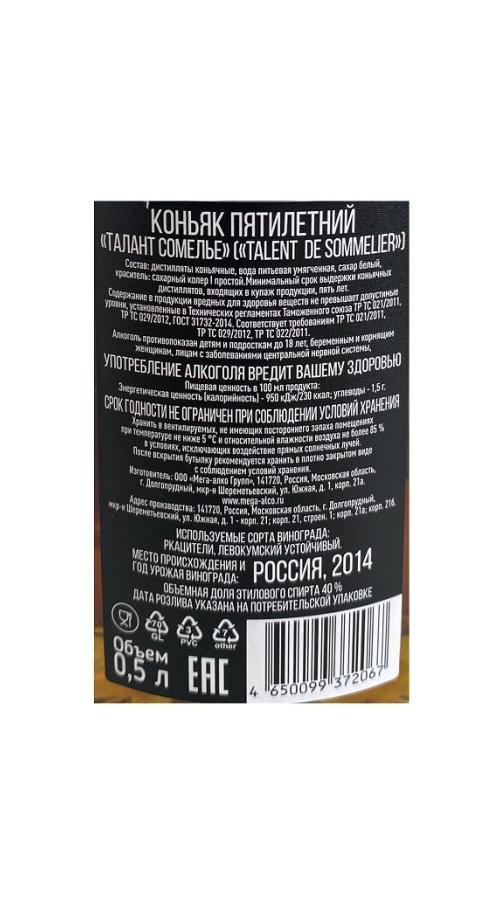 КОНЬЯК ПЯТИЛЕТНИЙ
«ТАЛАНТ СОМЕЛЬЕ» («TALENT DE SOMMELIER»)
Состав: дистилляты коньячные, вода питьевая умягченная, сахар белый,
краситель: сахарный колер I простой.Минимальный срок выдержки коньячных
дистиллятов, входящих в купаж продукции, пять лет.
Содержание в продукции вредных для здоровья веществ не превышает допустимые
уровни, установленные в Технических регламентах Таможенного союза ТР ТС 021/2011,
ТР ТС 029/2012, ГОСТ 31732-2014. Соответствует требованиям ТР ТС 021/2011,
ТР ТС 029/2012, ТР ТС 022/2011.
Алкоголь противопоказан детям и подросткам до 18 лет, беременным и кормящим
женщинам, лицам с заболеваниями центральной нервной системы,
УПОТРЕБЛЕНИЕ АЛКОГОЛЯ ВРЕДИТ ВАШЕМУ ЗДОРОВЬЮ
Пищевая ценность в 100 мл продукта:
Энергетическая ценность (калорийность) - 950 кДж/230 ккал; углеводы - 1,5 г.
СРОК ГОДНОСТИ НЕ ОГРАНИЧЕН ПРИ СОБЛЮДЕНИИ УСЛОВИЙ ХРАНЕНИЯ
Хранить в вентилируемых, не имеющих постороннего запаха помещениях
при температуре не ниже 5 °С и относительной влажности воздуха не более 85 %
в условиях, исключающих воздействие прямых солнечных лучей.
После вскрытия бутылку рекомендуется хранить в плотно закрытом виде
с соблюдением условий хранения.
Изготовитель: ООО «Мега-алко Групп», 141720, Россия, Московская область,
г. Долгопрудный, мкр-н Шереметьевский, ул. Южная, д. 1, корп. 21а.
www.mega-alco.ru
Адрес производства: 141720, Россия, Московская область, г. Долгопрудный,
мкр-н Шереметьевский, ул. Южная, д. 1 - корп. 21; корп. 21, строен. 1; корп. 21а; корп. 21б.
ИСПОЛЬЗУЕМЫЕ СОРТА ВИНОГРАДА:
РКАЦИТЕЛИ, ЛЕВОКУМСКИЙ УСТОЙЧИВЫЙ.
МЕСТО ПРОИСХОЖДЕНИЯ И
ГОД УРОЖАЯ ВИНОГРАДА: РОССИЯ, 2014
ОБЪЕМНАЯ ДОЛЯ ЭТИЛОВОГО СПИРТА 40 %
ДАТА РОЗЛИВА УКАЗАНА НА ПОТРЕБИТЕЛЬСКОЙ УПАКОВКЕ
70 3 7
GL PVC other
Объем
0,5 л
EAC
4 650099 372067